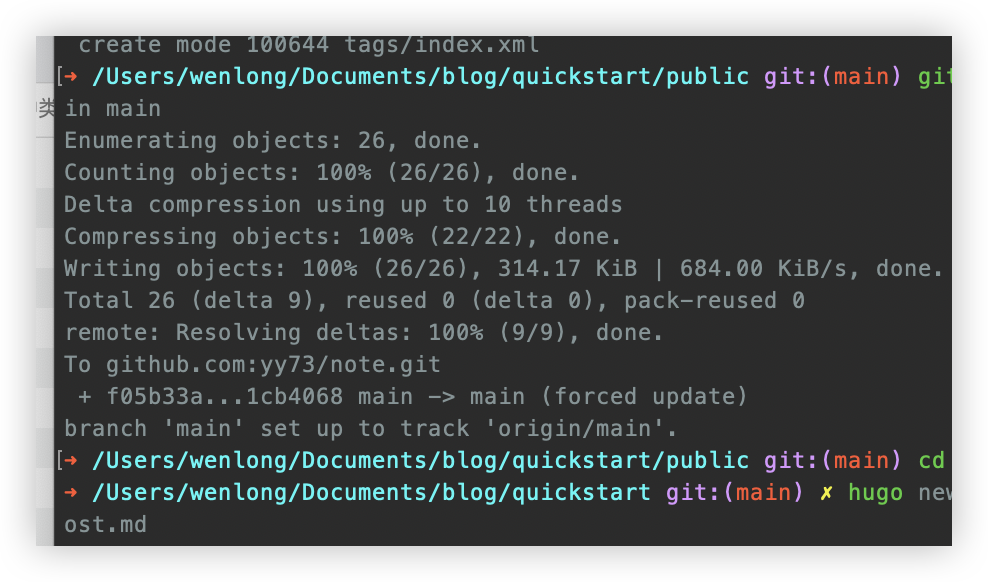 create mode 100644 tags/index.xml
[➜ /Users/wenlong/Documents/blog/quickstart/public git:(main) git
类 in main
Enumerating objects: 26, done.
Counting objects: 100% (26/26), done.
Delta compression using up to 10 threads
Compressing objects: 100% (22/22), done.
Writing objects: 100% (26/26), 314.17 KiB | 684.00 KiB/s, done.
Total 26 (delta 9), reused 0 (delta 0), pack-reused 0
remote: Resolving deltas: 100% (9/9), done.
To github.com:yy73/note.git
+ f05b33a...1cb4068 main -> main (forced update)
branch 'main' set up to track 'origin/main'.
[➜ /Users/wenlong/Documents/blog/quickstart/public git:(main) cd
➜ /Users/wenlong/Documents/blog/quickstart git:(main) ✗ hugo new
ost.md